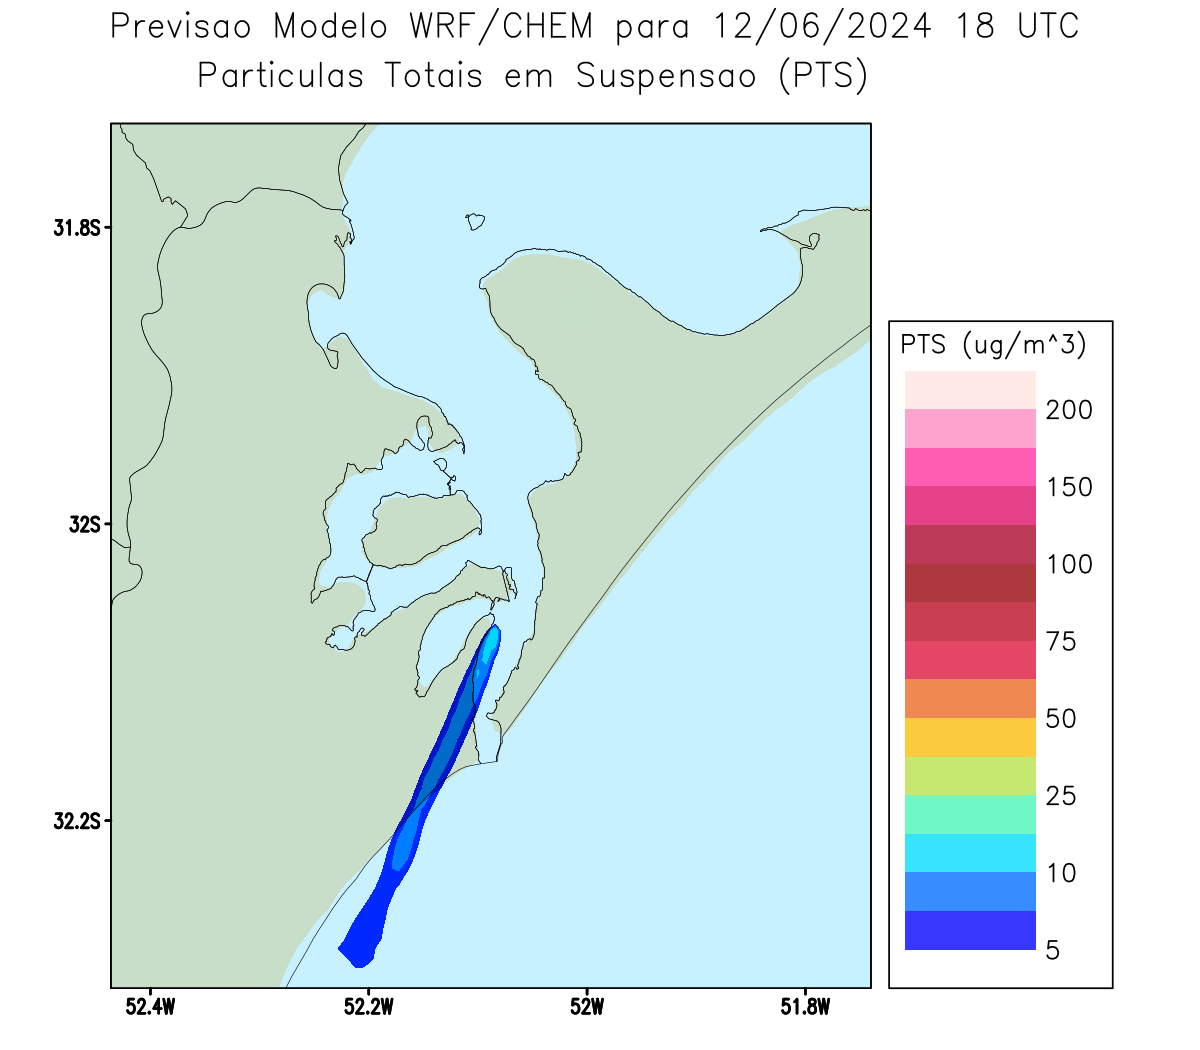 Previsao Modelo WRF/CHEM para 12/06/2024 18 UTC
Particulas Totais em Suspensao (PTS)
31.8S
32S
32.2S
52.4W
52.2W
52W
51.8W
PTS (ug/m^3)
200
150
100
75
50
25
10
5